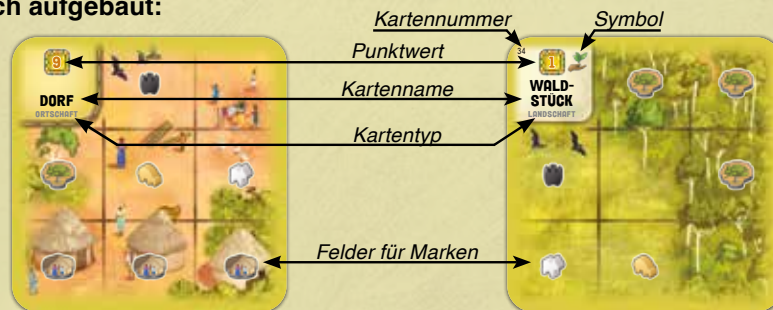 ch aufgebaut:
Kartennummer
Symbol
Punktwert
Kartenname
Kartentyp
Felder für Marken
9
DORF
ORTSCHAFT
34
1
WALD-
STÜCK
LANDSCHAFT